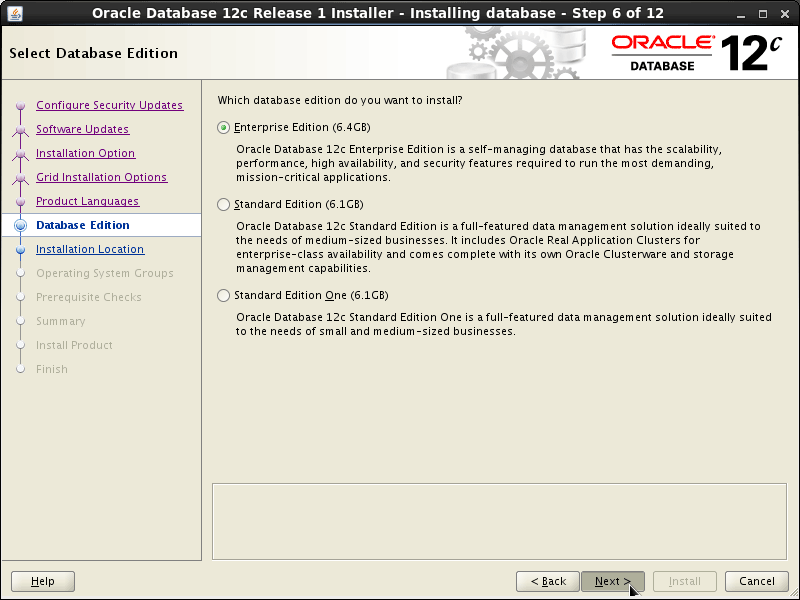 Oracle Database 12c Release 1 Installer - Installing database - Step 6 of 12
Select Database Edition
ORACLE
DATABASE
12c
Configure Security Updates
Software Updates
Installation Option
Grid Installation Options
Product Languages
Database Edition
Installation Location
Operating System Groups
Prerequisite Checks
Summary
Install Product
Finish
Which database edition do you want to install?
Enterprise Edition (6.4GB)
Oracle Database 12c Enterprise Edition is a self-managing database that has the scalability,
performance, high availability, and security features required to run the most demanding,
mission-critical applications.
Standard Edition (6.1GB)
Oracle Database 12c Standard Edition is a full-featured data management solution ideally suited to
the needs of medium-sized businesses. It includes Oracle Real Application Clusters for
enterprise-class availability and comes complete with its own Oracle Clusterware and storage
management capabilities.
Standard Edition One (6.1GB)
Oracle Database 12c Standard Edition One is a full-featured data management solution ideally suited
to the needs of small and medium-sized businesses.
Help
< Back
Next >
Install
Cancel